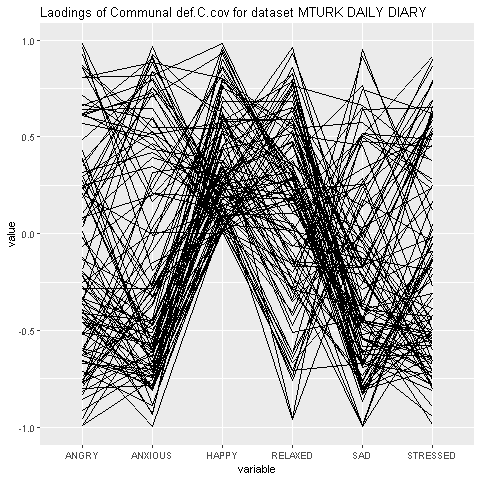 Laodings of Communal def.C.cov for dataset MTURK DAILY DIARY
1.0
0.5
0.0
-0.5
-1.0
value
ANGRY ANXIOUS HAPPY RELAXED SAD STRESSED
variable